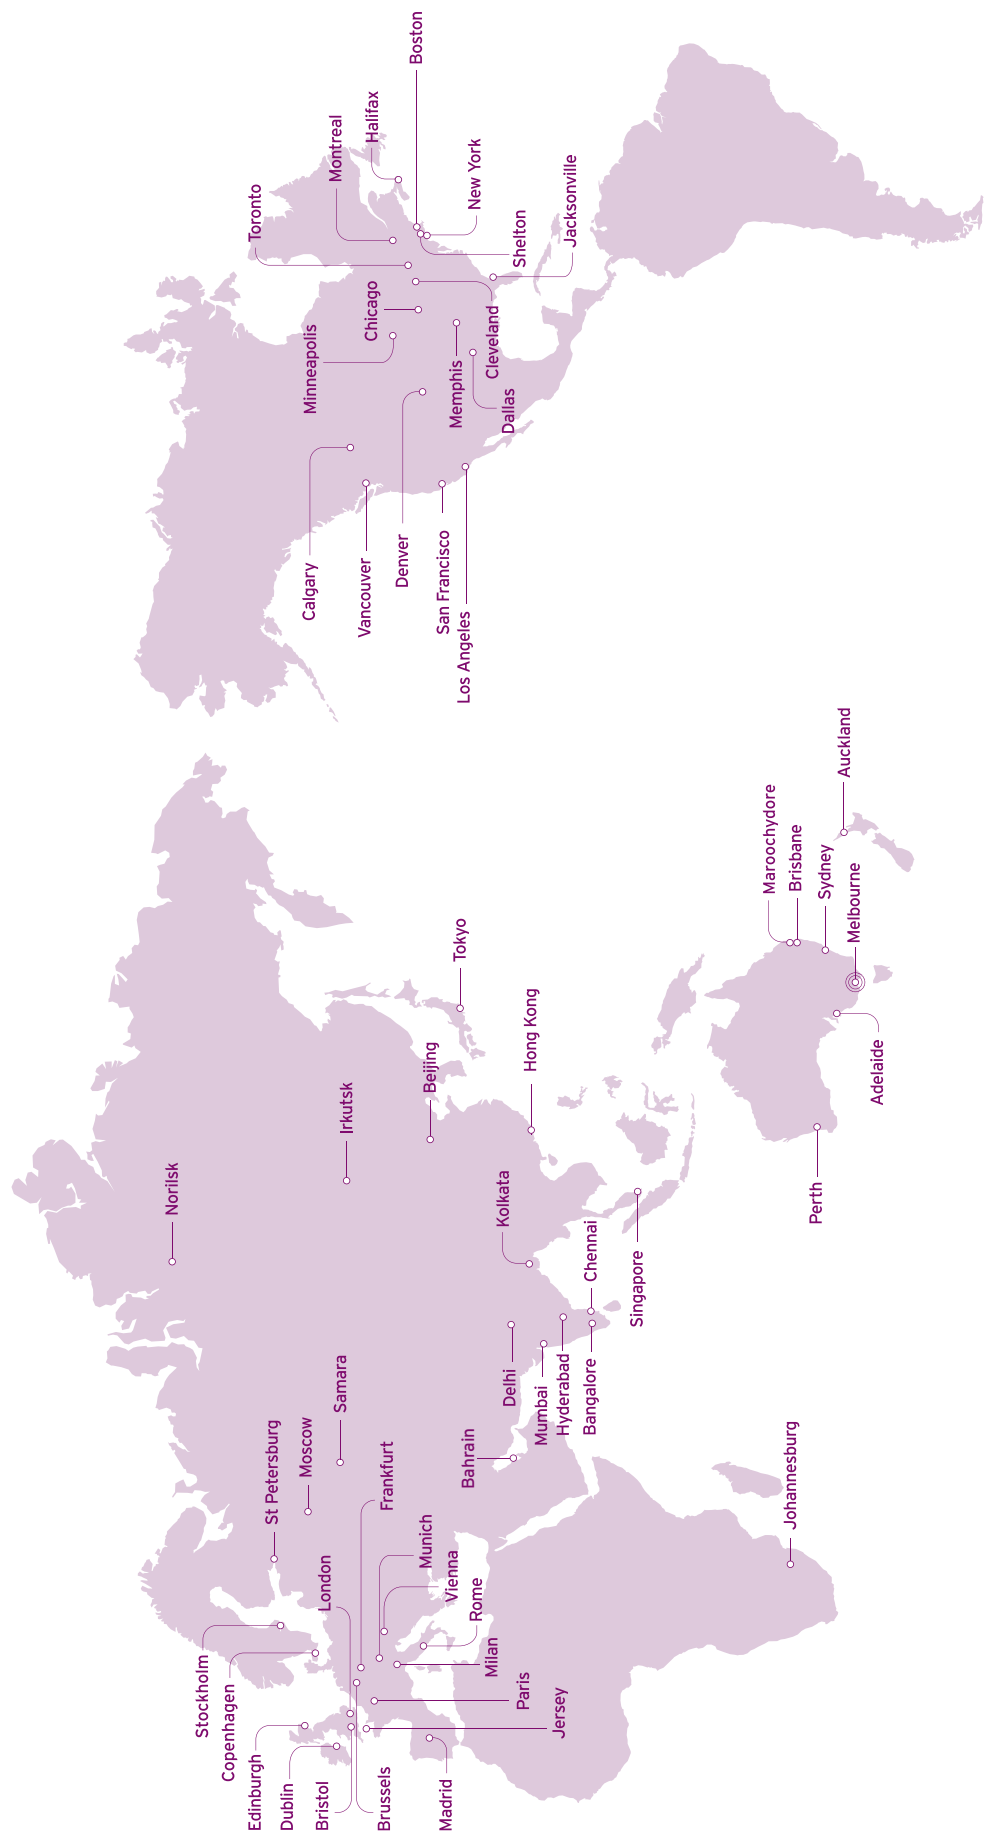 Boston
Halifax
Montreal
New York
Toronto
Jacksonville
Shelton
Chicago
Minneapolis
Cleveland
Memphis
Dallas
Calgary
Vancouver
Denver
San Francisco
Los Angeles
Auckland
Maroochydore
Brisbane
Sydney
Melbourne
Adelaide
Perth
Tokyo
Hong Kong
Beijing
Irkutsk
Norilsk
Kolkata
Chennai
Singapore
Delhi
Mumbai
Hyderabad
Bangalore
Samara
Bahrain
St Petersburg
Moscow
Frankfurt
Johannesburg
London
Munich
Vienna
Rome
Milan
Stockholm
Copenhagen
Paris
Jersey
Edinburgh
Dublin
Bristol
Brussels
Madrid